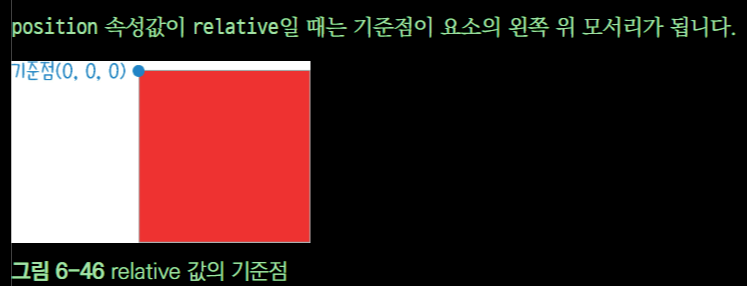 position 속성값이 relative일 때는 기준점이 요소의 왼쪽 위 모서리가 됩니다.
기준점(0, 0, 0)
그림 6-46 relative 값의 기준점